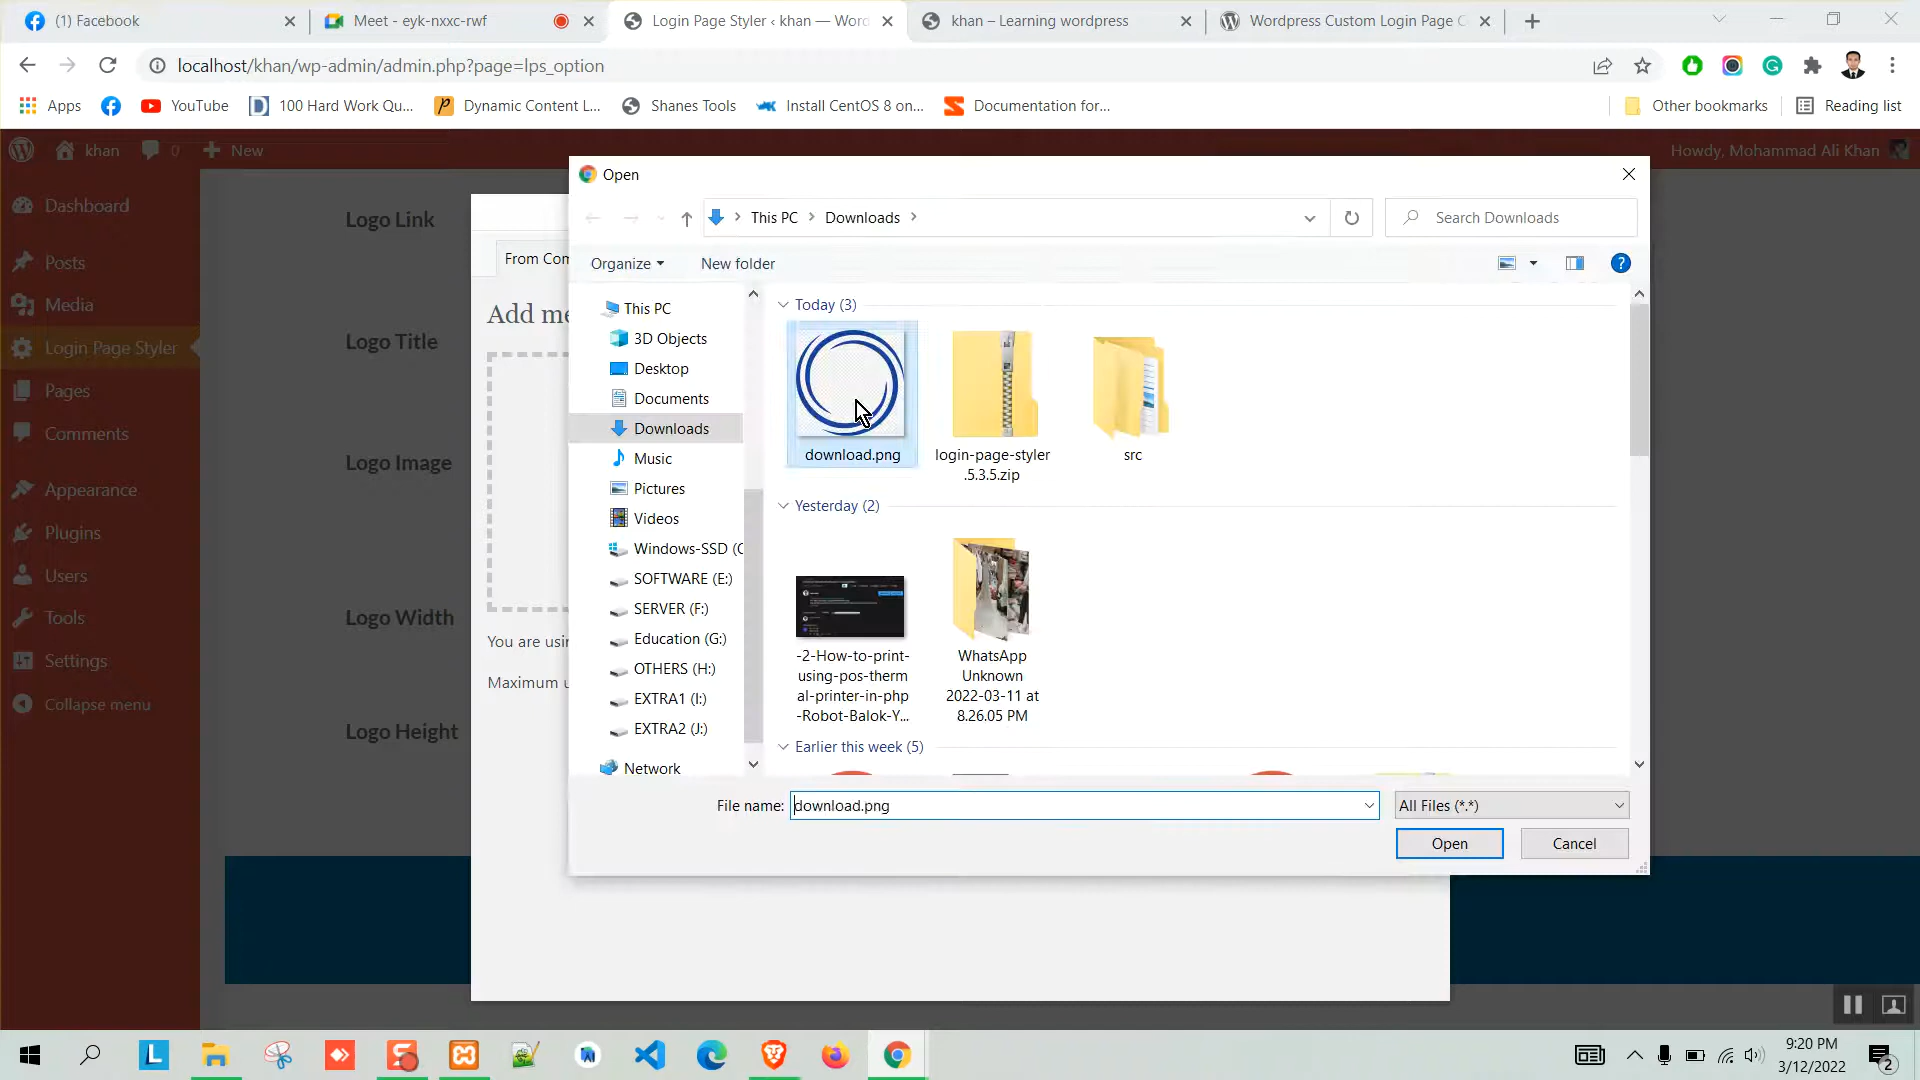 (1) Facebook
Meet - eyk-nxxc-rwf
Login Page Styler ‹ khan — Word
khan – Learning wordpress
Wordpress Custom Login Page C
localhost/khan/wp-admin/admin.php?page=lps_option
Apps
YouTube
100 Hard Work Qu...
Dynamic Content L...
Shanes Tools
Install CentOS 8 on...
Documentation for...
Other bookmarks
Reading list
khan
0
New
Howdy, Mohammad Ali Khan
Dashboard
Posts
Media
Login Page Styler
Pages
Comments
Appearance
Plugins
Users
Tools
Settings
Collapse menu
Logo Link
Logo Title
Logo Image
Logo Width
Logo Height
From Com
Add me
You are usin
Maximum u
Open
This PC
Downloads
Search Downloads
Organize
New folder
This PC
3D Objects
Desktop
Documents
Downloads
Music
Pictures
Videos
Windows-SSD (C
SOFTWARE (E:)
SERVER (F:)
Education (G:)
OTHERS (H:)
EXTRA1 (I:)
EXTRA2 (J:)
Network
Today (3)
download.png
login-page-styler
.5.3.5.zip
src
Yesterday (2)
-2-How-to-print-
using-pos-therm
al-printer-in-php
-Robot-Balok-Y...
WhatsApp
Unknown
2022-03-11 at
8.26.05 PM
Earlier this week (5)
File name:
download.png
All Files (*.*)
Open
Cancel
9:20 PM
3/12/2022
2